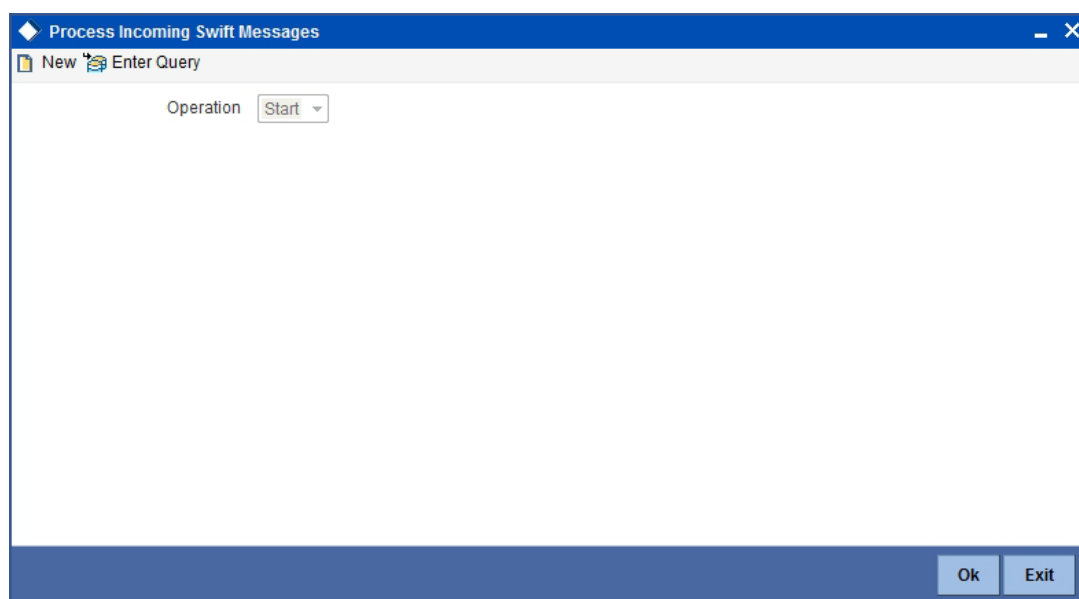 Process Incoming Swift Messages
New Enter Query
Operation Start
Ok Exit